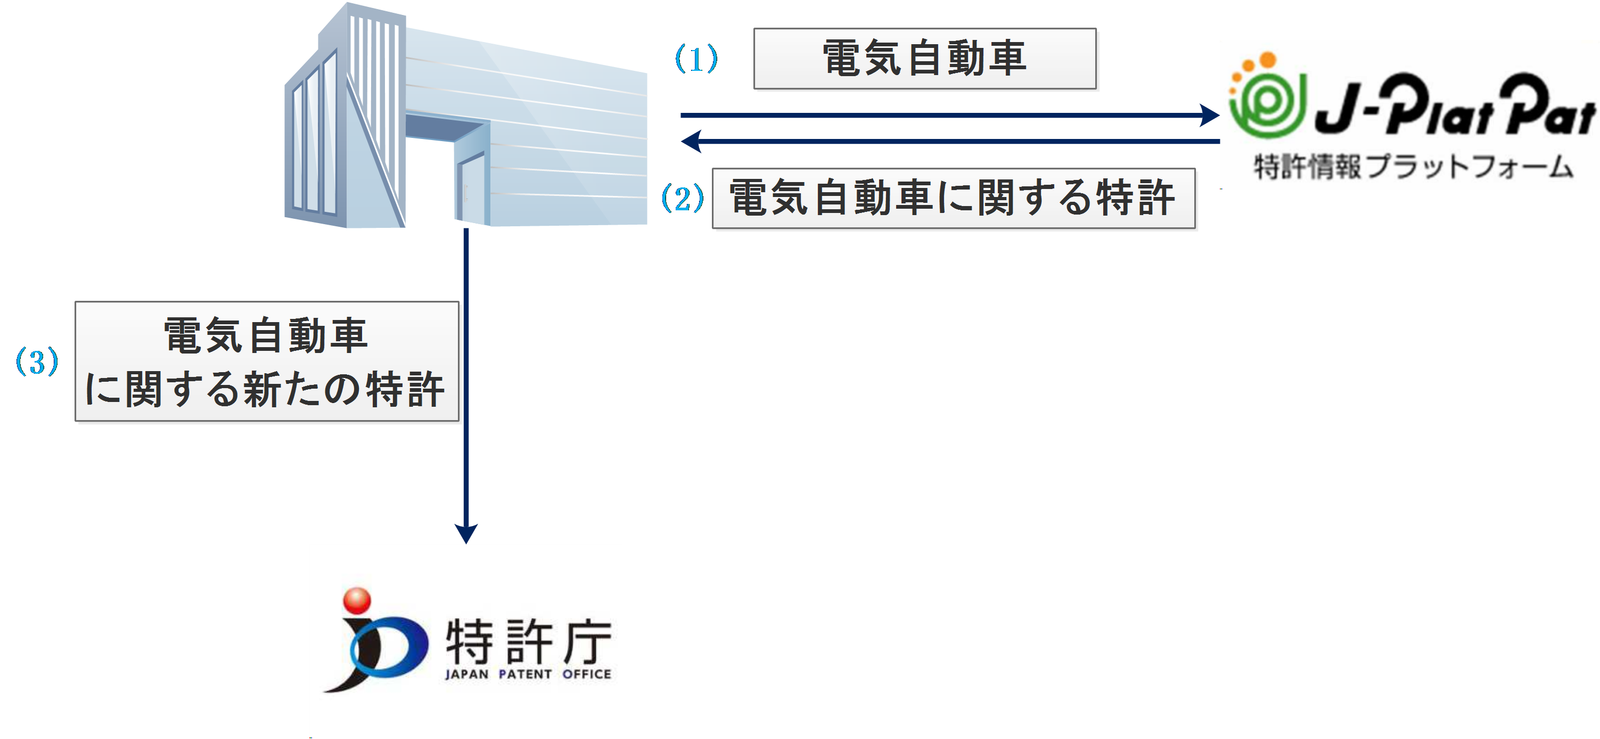 (1)
電気自動車
J-PlatPat
特許情報プラットフォーム
(2)
電気自動車に関する特許
(3)
電気自動車
に関する新たの特許
特許庁
JAPAN PATENT OFFICE